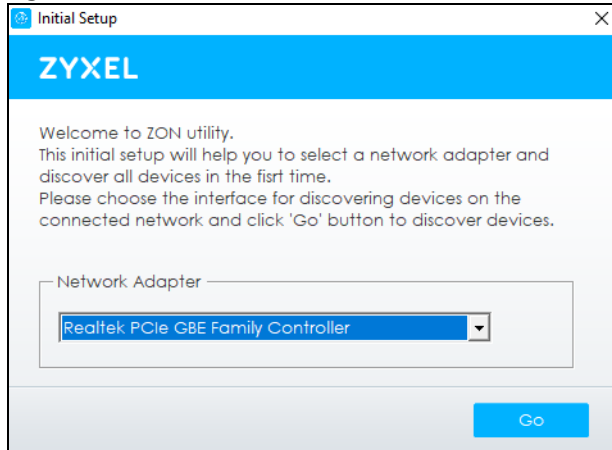 Initial Setup
ZYXEL
Welcome to ZON utility.
This initial setup will help you to select a network adapter and
discover all devices in the fisrt time.
Please choose the interface for discovering devices on the
connected network and click 'Go' button to discover devices.
Network Adapter
Realtek PCIe GBE Family Controller
Go